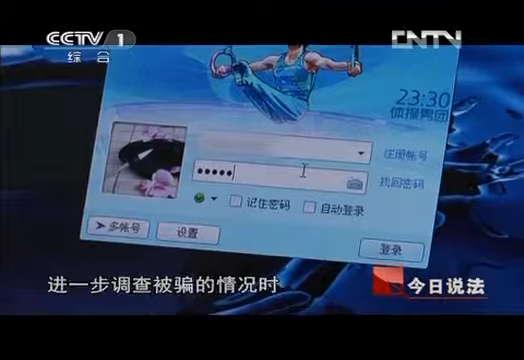 CCTV 1
综合
CNTV
23:30
体操男团
注册帐号
找回密码
记住密码
自动登录
多帐号
设置
登录
进一步调查被骗的情况时
今日说法